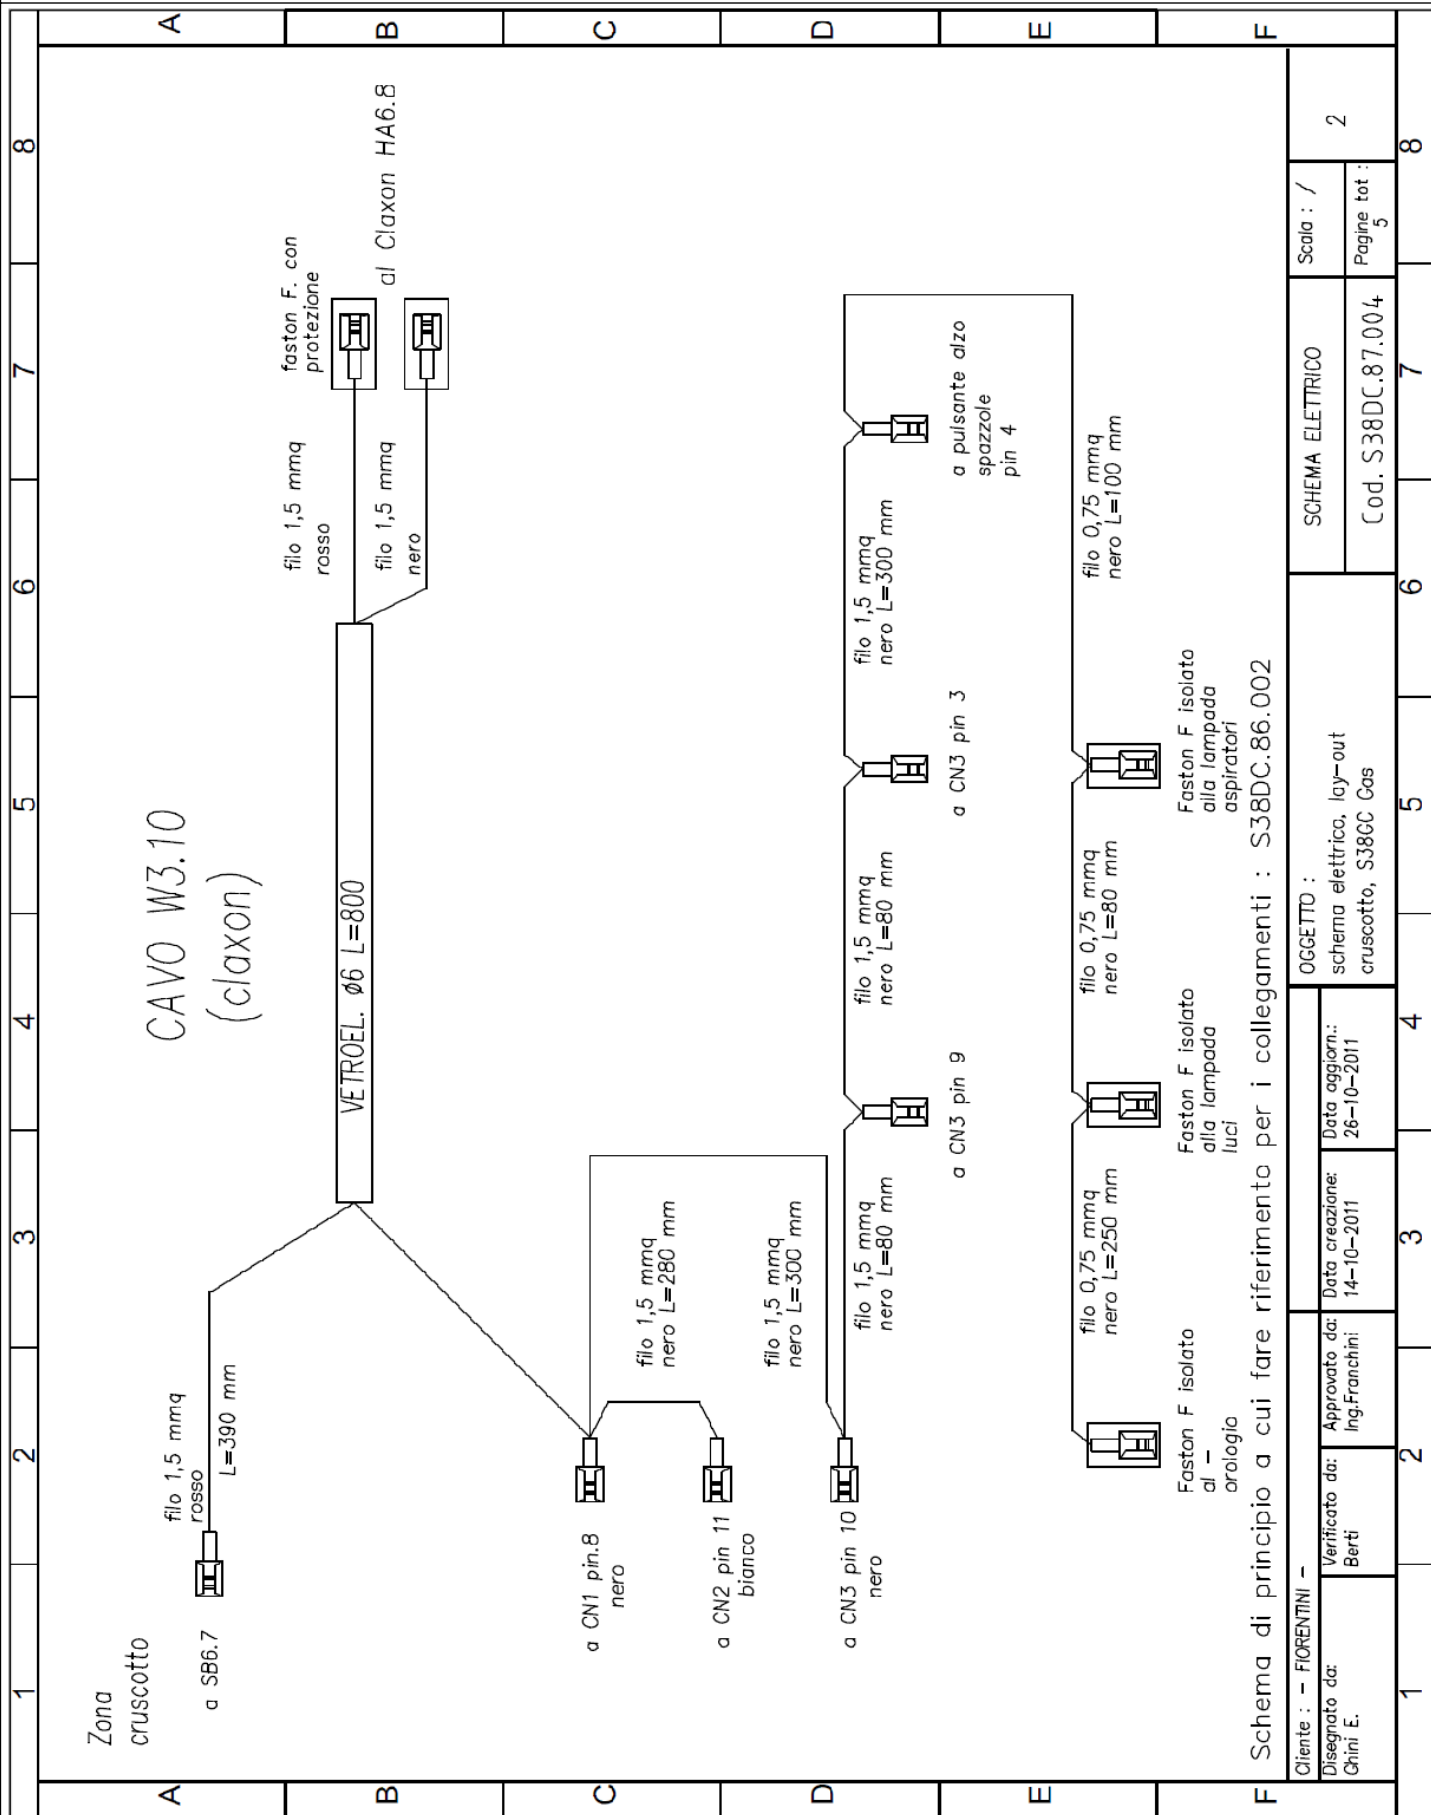 1 2 3 4 5 6 7 8
A
B
C
D
E
F
A
B
C
D
E
F
1 2 3 4 5 6 7 8
Zona
cruscotto
CAVO W3.10
(claxon)
a SB6.7
filo 1,5 mmq
rosso
L=390 mm
VETROEL. ø6 L=800
filo 1,5 mmq
rosso
filo 1,5 mmq
nero
faston F. con
protezione
al Claxon HA6.8
a CN1 pin.8
nero
filo 1,5 mmq
nero L=280 mm
a CN2 pin 11
bianco
filo 1,5 mmq
nero L=300 mm
a CN3 pin 10
nero
filo 1,5 mmq
nero L=80 mm
a CN3 pin 9
filo 1,5 mmq
nero L=80 mm
a CN3 pin 3
filo 1,5 mmq
nero L=300 mm
a pulsante alzo
spazzole
pin 4
filo 0,75 mmq
nero L=250 mm
filo 0,75 mmq
nero L=80 mm
filo 0,75 mmq
nero L=100 mm
Faston F isolato
al –
orologio
Faston F isolato
alla lampada
luci
Faston F isolato
alla lampada
aspiratori
Schema di principio a cui fare riferimento per i collegamenti : S38DC.86.002
Cliente : – FIORENTINI –
Disegnato da:
Ghini E.
Verificato da:
Berti
Approvato da:
Ing.Franchini
Data creazione:
14–10–2011
Data aggiorn.:
26–10–2011
OGGETTO :
schema elettrico, lay–out
cruscotto, S38GC Gas
SCHEMA ELETTRICO
Cod. S38DC.87.004
Scala : /
Pagine tot :
5
2